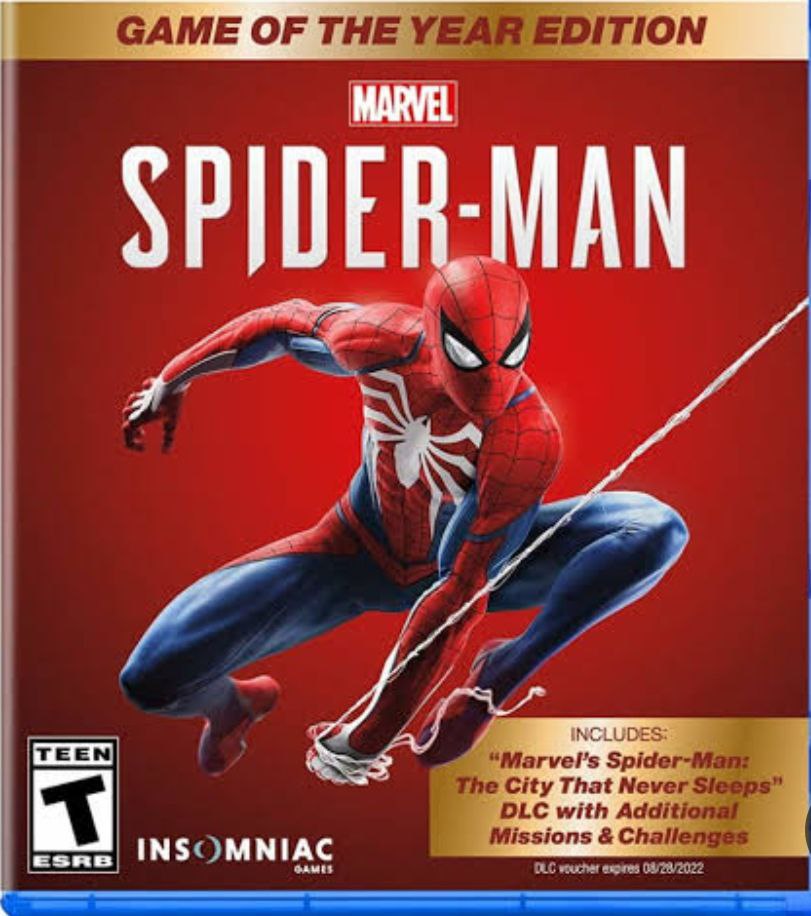 GAME OF THE YEAR EDITION
MARVEL
SPIDER-MAN
INCLUDES:
"Marvel's Spider-Man:
The City That Never Sleeps"
DLC with Additional
Missions & Challenges
DLC voucher expires 08/28/2022
TEEN
T
ESRB
INSOMNIAC
GAMES